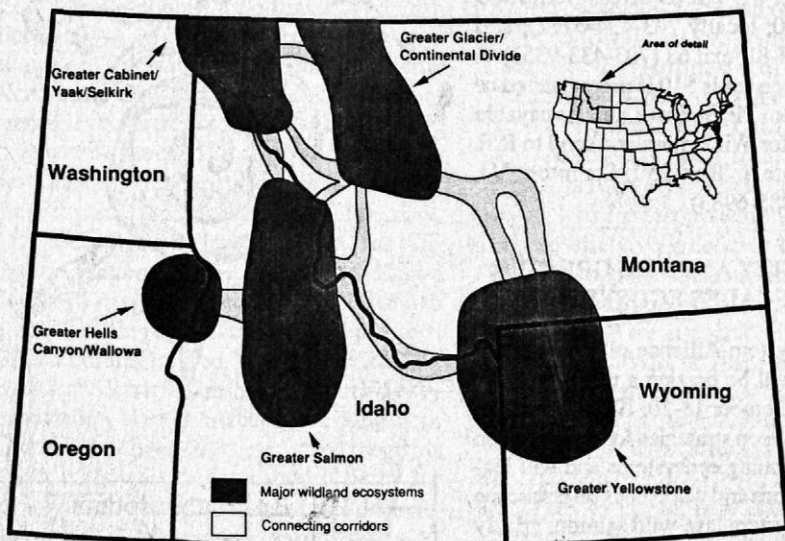 Greater Glacier/
Continental Divide
Area of detail
Greater Cabinet/
Yaak/Selkirk
Washington
Montana
Greater Hells
Canyon/Wallowa
Wyoming
Idaho
Oregon
Greater Salmon
Greater Yellowstone
Major wildland ecosystems
Connecting corridors